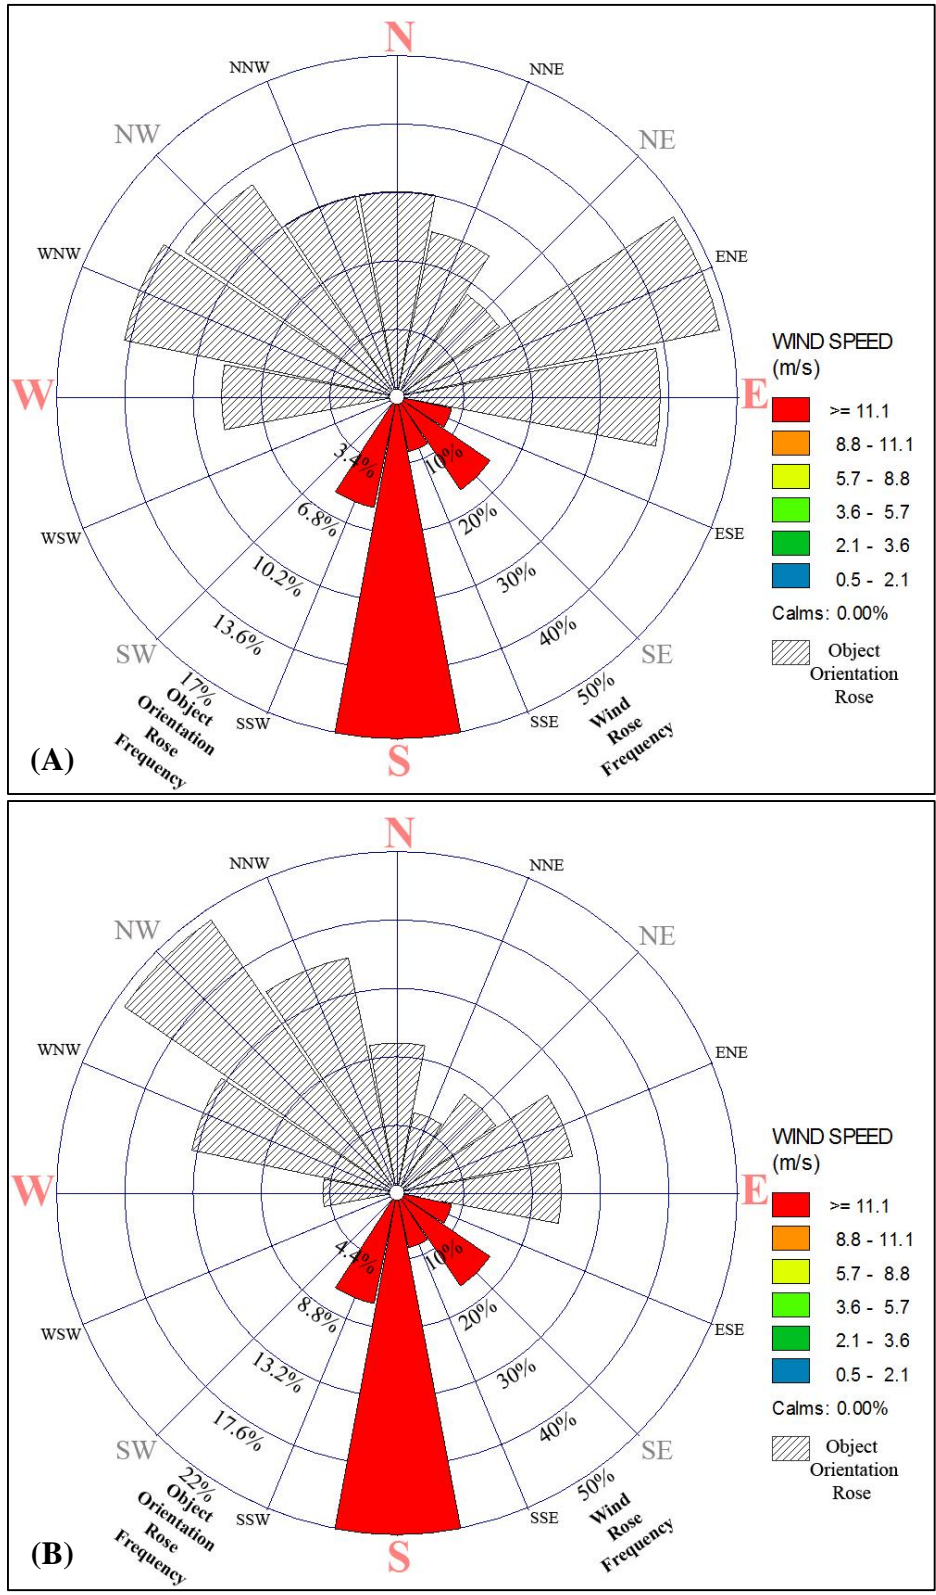 N
NNW
NNE
NW
NE
WNW
ENE
WIND SPEED
(m/s)
W
E
>= 11.1
8.8 - 11.1
3.4%
10%
5.7 - 8.8
6.8%
20%
3.6 - 5.7
WSW
ESE
2.1 - 3.6
10.2%
30%
0.5 - 2.1
Calms: 0.00%
13.6%
40%
SW
SE
Object
Orientation
Rose
17%
Object
Orientation
Rose
Frequency
SSW
SSE
50%
Wind
Rose
Frequency
S
(A)
N
NNW
NNE
NW
NE
WNW
ENE
WIND SPEED
(m/s)
W
E
>= 11.1
8.8 - 11.1
4.4%
10%
5.7 - 8.8
8.8%
20%
3.6 - 5.7
WSW
ESE
2.1 - 3.6
13.2%
30%
0.5 - 2.1
Calms: 0.00%
17.6%
40%
SW
SE
Object
Orientation
Rose
22%
Object
Orientation
Rose
Frequency
SSW
SSE
50%
Wind
Rose
Frequency
S
(B)